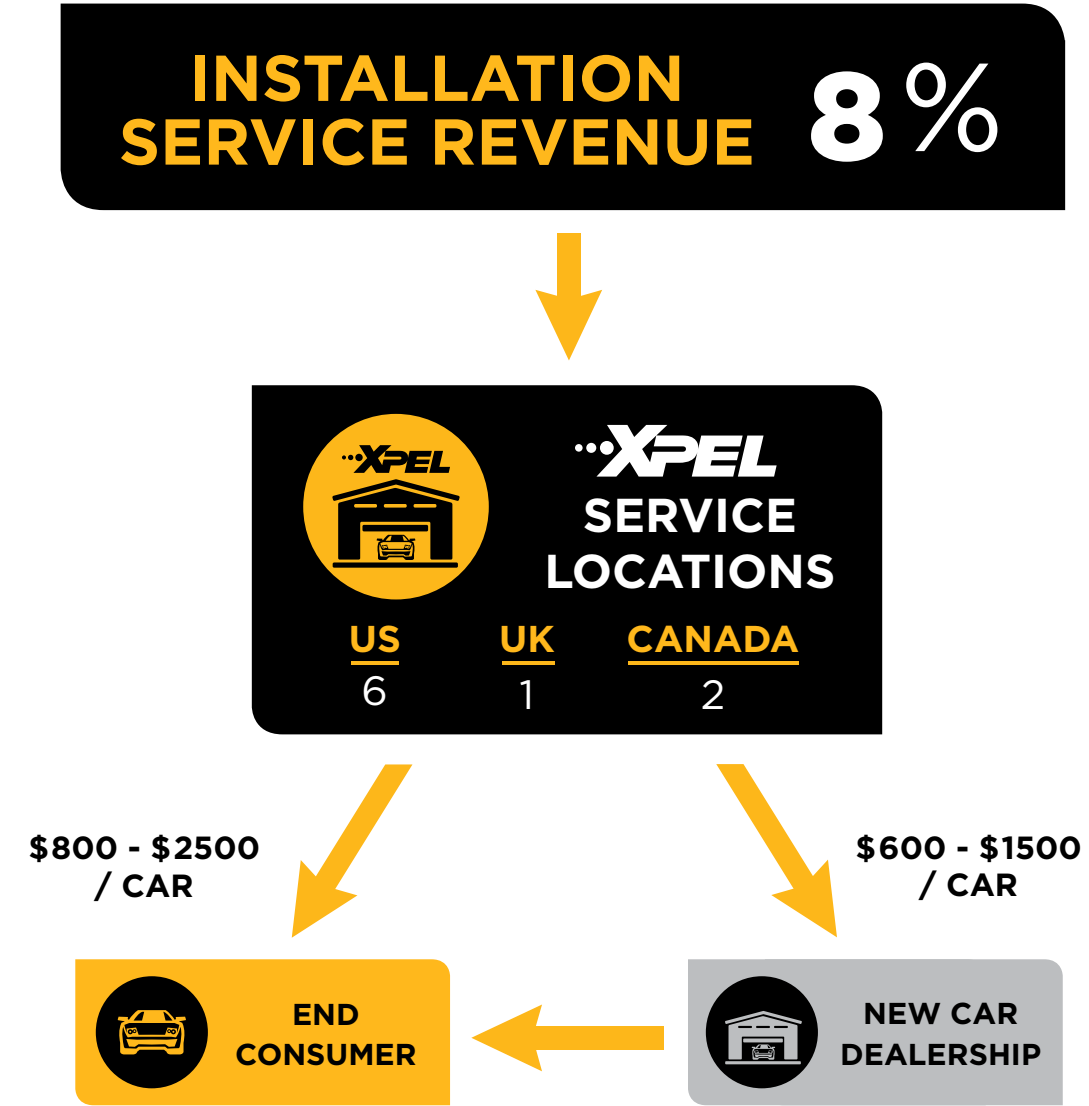 INSTALLATION
SERVICE REVENUE
8%
XPEL
XPEL
SERVICE
LOCATIONS
US UK CANADA
6 1 2
$800 - $2500
/ CAR
$600 - $1500
/ CAR
END
CONSUMER
NEW CAR
DEALERSHIP